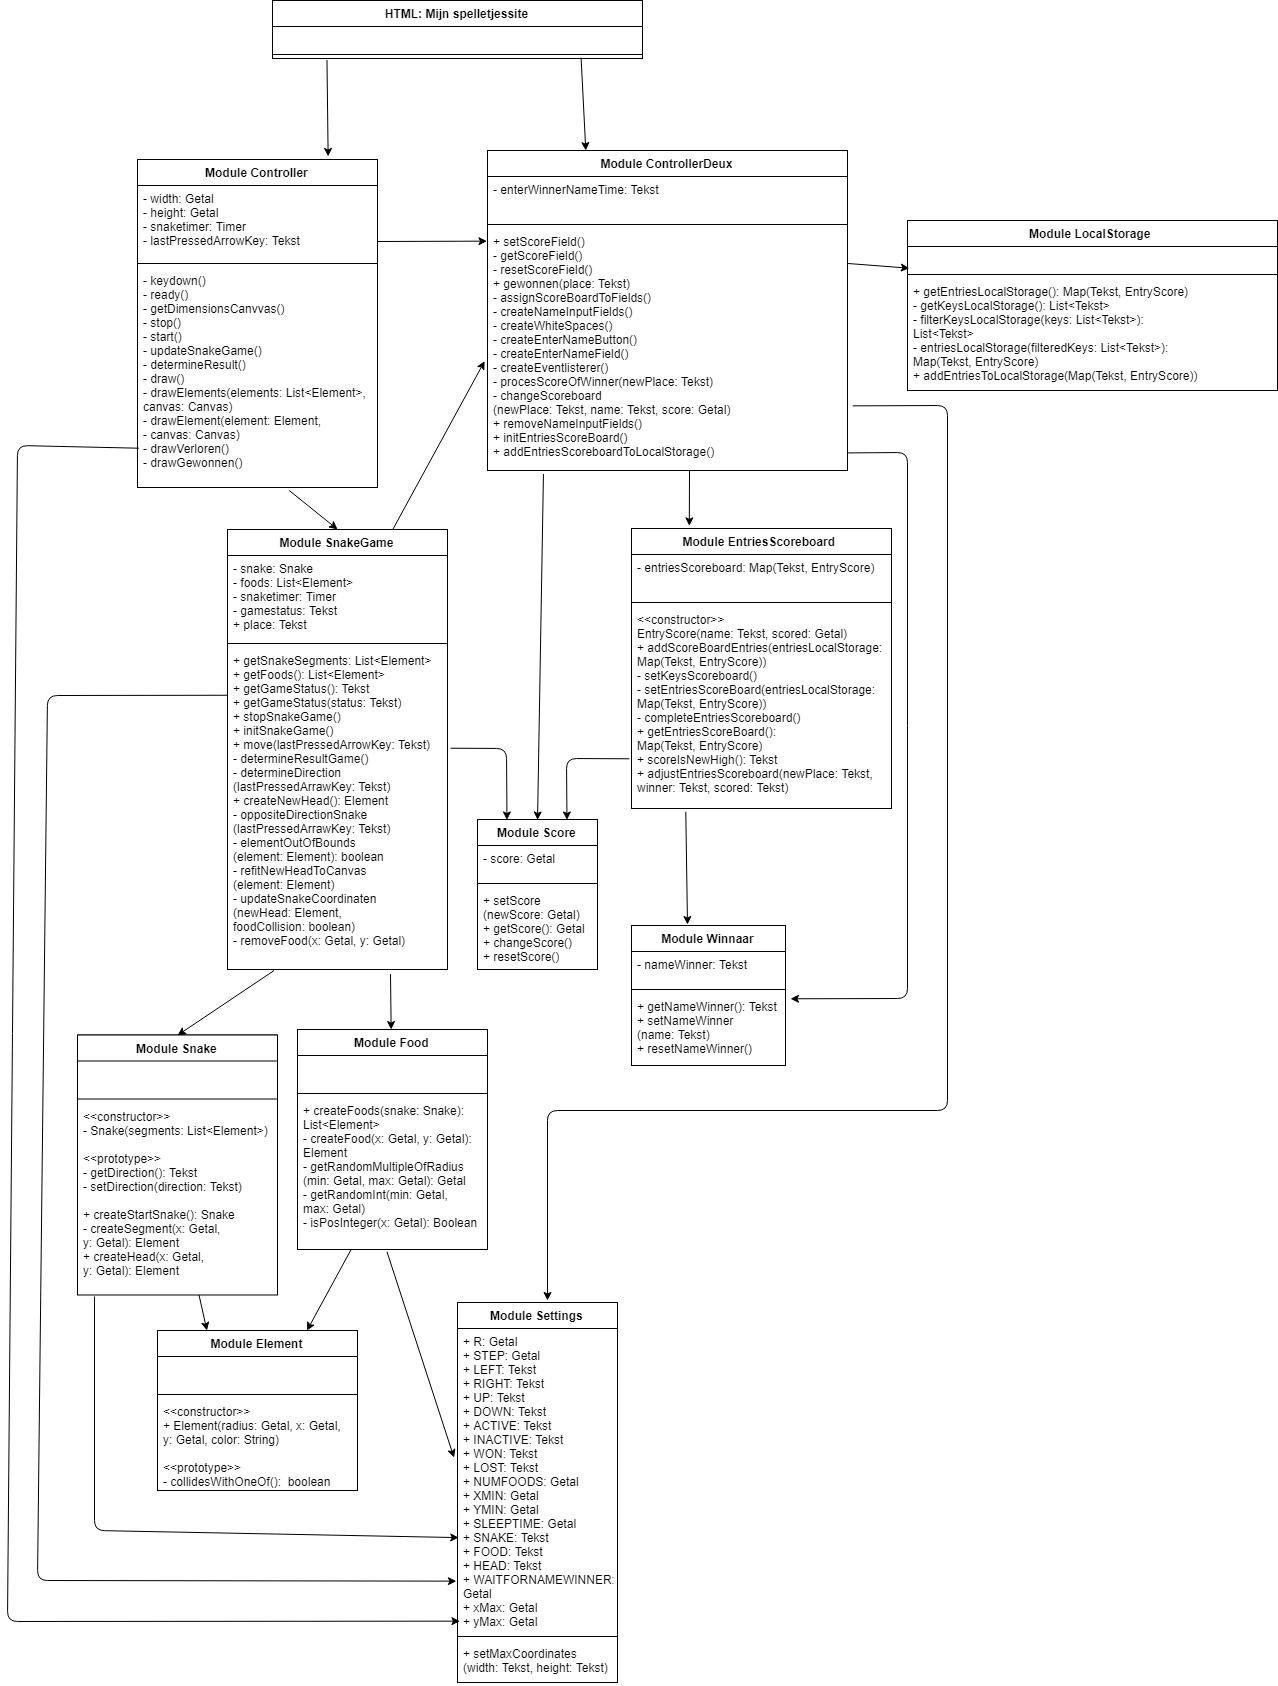 HTML: Mijn spelletjessite
Module Controller
- width: Getal
- height: Getal
- snaketimer: Timer
- lastPressedArrowKey: Tekst
- keydown()
- ready()
- getDimensionsCanvvas()
- stop()
- start()
- updateSnakeGame()
- determineResult()
- draw()
- drawElements(elements: List<Element>,
canvas: Canvas)
- drawElement(element: Element,
- canvas: Canvas)
- drawVerloren()
- drawGewonnen()
Module ControllerDeux
- enterWinnerNameTime: Tekst
+ setScoreField()
- getScoreField()
- resetScoreField()
+ gewonnen(place: Tekst)
- assignScoreBoardToFields()
- createNameInputFields()
- createWhiteSpaces()
- createEnterNameButton()
- createEnterNameField()
- createEventlisterer()
- procesScoreOfWinner(newPlace: Tekst)
- changeScoreboard
(newPlace: Tekst, name: Tekst, score: Getal)
+ removeNameInputFields()
+ initEntriesScoreBoard()
+ addEntriesScoreboardToLocalStorage()
Module LocalStorage
+ getEntriesLocalStorage(): Map(Tekst, EntryScore)
- getKeysLocalStorage(): List<Tekst>
- filterKeysLocalStorage(keys: List<Tekst>):
List<Tekst>
- entriesLocalStorage(filteredKeys: List<Tekst>):
Map(Tekst, EntryScore)
+ addEntriesToLocalStorage(Map(Tekst, EntryScore))
Module SnakeGame
- snake: Snake
- foods: List<Element>
- snaketimer: Timer
- gamestatus: Tekst
+ place: Tekst
+ getSnakeSegments: List<Element>
+ getFoods(): List<Element>
+ getGameStatus(): Tekst
+ getGameStatus(status: Tekst)
+ stopSnakeGame()
+ initSnakeGame()
+ move(lastPressedArrowKey: Tekst)
- determineResultGame()
- determineDirection
(lastPressedArrawKey: Tekst)
+ createNewHead(): Element
- oppositeDirectionSnake
(lastPressedArrawKey: Tekst)
- elementOutOfBounds
(element: Element): boolean
- refitNewHeadToCanvas
(element: Element)
- updateSnakeCoordinaten
(newHead: Element,
foodCollision: boolean)
- removeFood(x: Getal, y: Getal)
Module EntriesScoreboard
- entriesScoreboard: Map(Tekst, EntryScore)
<<constructor>>
EntryScore(name: Tekst, scored: Getal)
+ addScoreBoardEntries(entriesLocalStorage:
Map(Tekst, EntryScore))
- setKeysScoreboard()
- setEntriesScoreBoard(entriesLocalStorage:
Map(Tekst, EntryScore))
- completeEntriesScoreboard()
+ getEntriesScoreBoard():
Map(Tekst, EntryScore)
+ scoreIsNewHigh(): Tekst
+ adjustEntriesScoreboard(newPlace: Tekst,
winner: Tekst, scored: Tekst)
Module Score
- score: Getal
+ setScore
(newScore: Getal)
+ getScore(): Getal
+ changeScore()
+ resetScore()
Module Winnaar
- nameWinner: Tekst
+ getNameWinner(): Tekst
+ setNameWinner
(name: Tekst)
+ resetNameWinner()
Module Snake
<<constructor>>
- Snake(segments: List<Element>)
<<prototype>>
- getDirection(): Tekst
- setDirection(direction: Tekst)
+ createStartSnake(): Snake
- createSegment(x: Getal,
y: Getal): Element
+ createHead(x: Getal,
y: Getal): Element
Module Food
+ createFoods(snake: Snake):
List<Element>
- createFood(x: Getal, y: Getal):
Element
- getRandomMultipleOfRadius
(min: Getal, max: Getal): Getal
- getRandomInt(min: Getal,
max: Getal)
- isPosInteger(x: Getal): Boolean
Module Element
<<constructor>>
+ Element(radius: Getal, x: Getal,
y: Getal, color: String)
<<prototype>>
- collidesWithOneOf(): boolean
Module Settings
+ R: Getal
+ STEP: Getal
+ LEFT: Tekst
+ RIGHT: Tekst
+ UP: Tekst
+ DOWN: Tekst
+ ACTIVE: Tekst
+ INACTIVE: Tekst
+ WON: Tekst
+ LOST: Tekst
+ NUMFOODS: Getal
+ XMIN: Getal
+ YMIN: Getal
+ SLEEPTIME: Getal
+ SNAKE: Tekst
+ FOOD: Tekst
+ HEAD: Tekst
+ WAITFORNAMEWINNER:
Getal
+ xMax: Getal
+ yMax: Getal
+ setMaxCoordinates
(width: Tekst, height: Tekst)